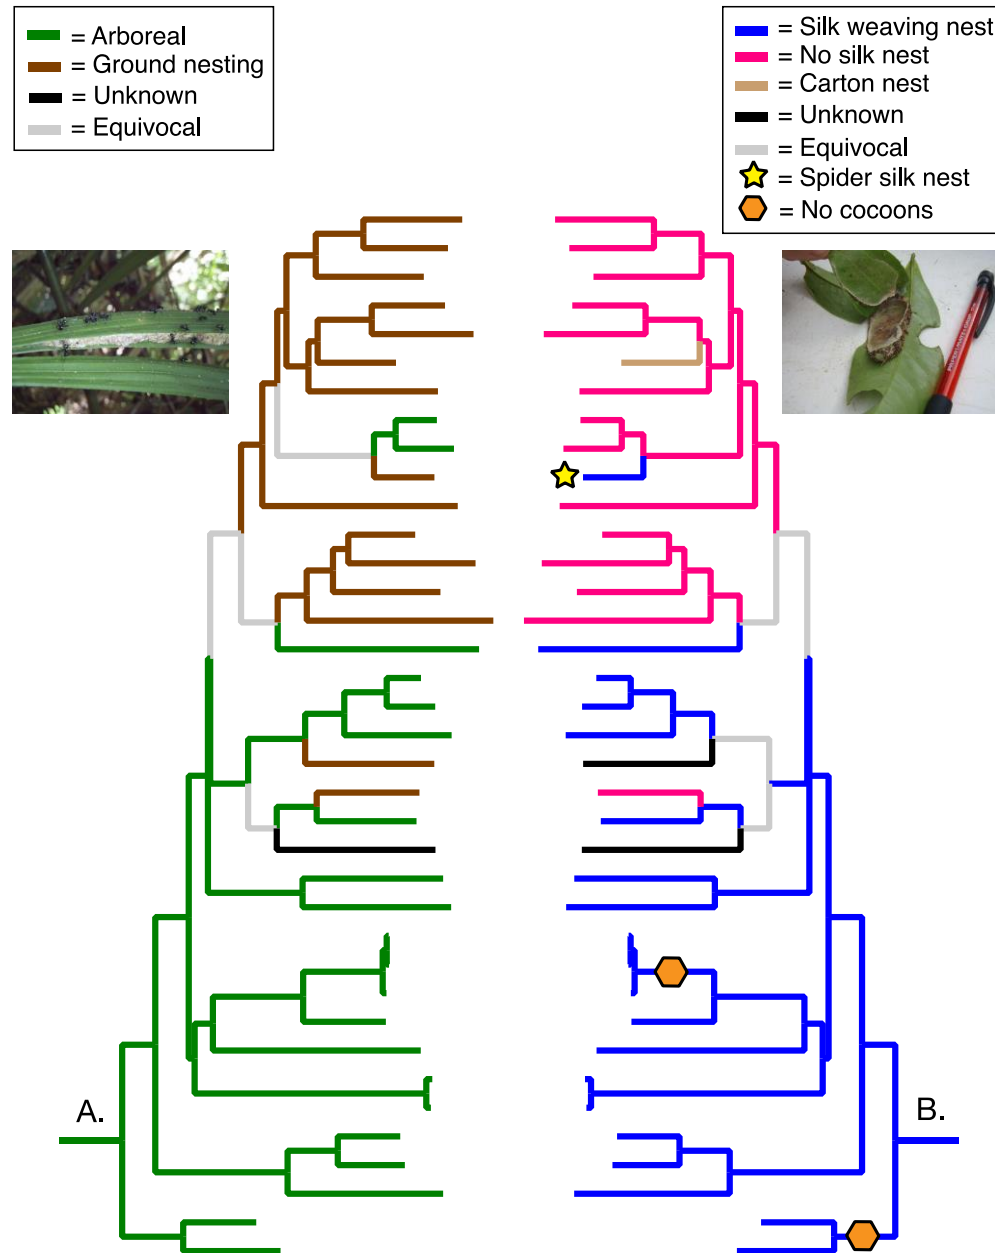 = Arboreal
= Ground nesting
= Unknown
= Equivocal
= Silk weaving nest
= No silk nest
= Carton nest
= Unknown
= Equivocal
= Spider silk nest
= No cocoons
A.
B.